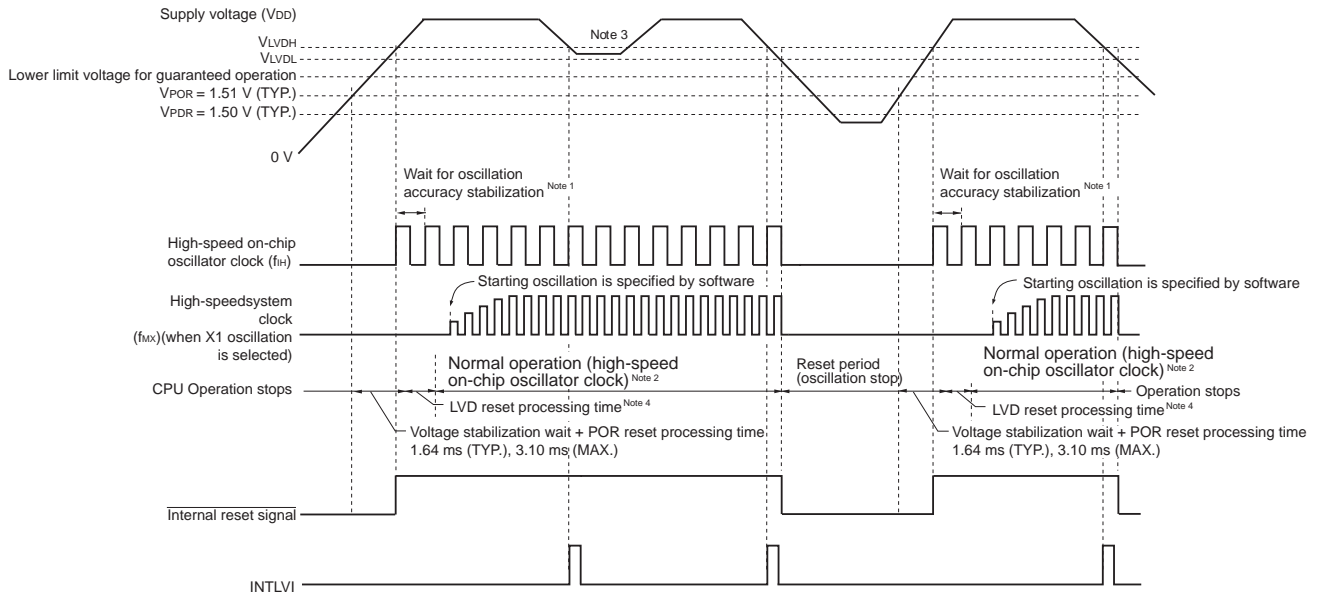 Supply voltage (VDD)
VLVDH
VLVDL
Lower limit voltage for guaranteed operation
VPOR = 1.51 V (TYP.)
VPDR = 1.50 V (TYP.)
0 V
Note 3
Wait for oscillation
accuracy stabilization Note 1
Wait for oscillation
accuracy stabilization Note 1
High-speed on-chip
oscillator clock (fIH)
Starting oscillation is specified by software
Starting oscillation is specified by software
High-speedsystem
clock
(fMX)(when X1 oscillation
is selected)
Normal operation (high-speed
on-chip oscillator clock) Note 2
Reset period
(oscillation stop)
Normal operation (high-speed
on-chip oscillator clock) Note 2
CPU Operation stops
Operation stops
LVD reset processing time Note 4
LVD reset processing time Note 4
Voltage stabilization wait + POR reset processing time
1.64 ms (TYP.), 3.10 ms (MAX.)
Voltage stabilization wait + POR reset processing time
1.64 ms (TYP.), 3.10 ms (MAX.)
Internal reset signal
INTLVI